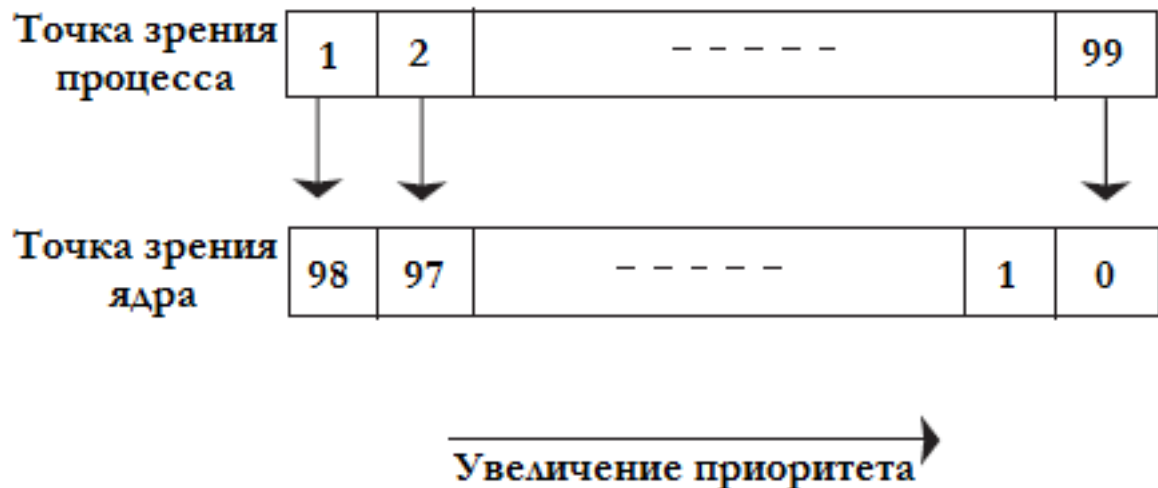 Точка зрения
процесса
1 2 - - - - - 99
Точка зрения
ядра
98 97 - - - - - 1 0
Увеличение приоритета